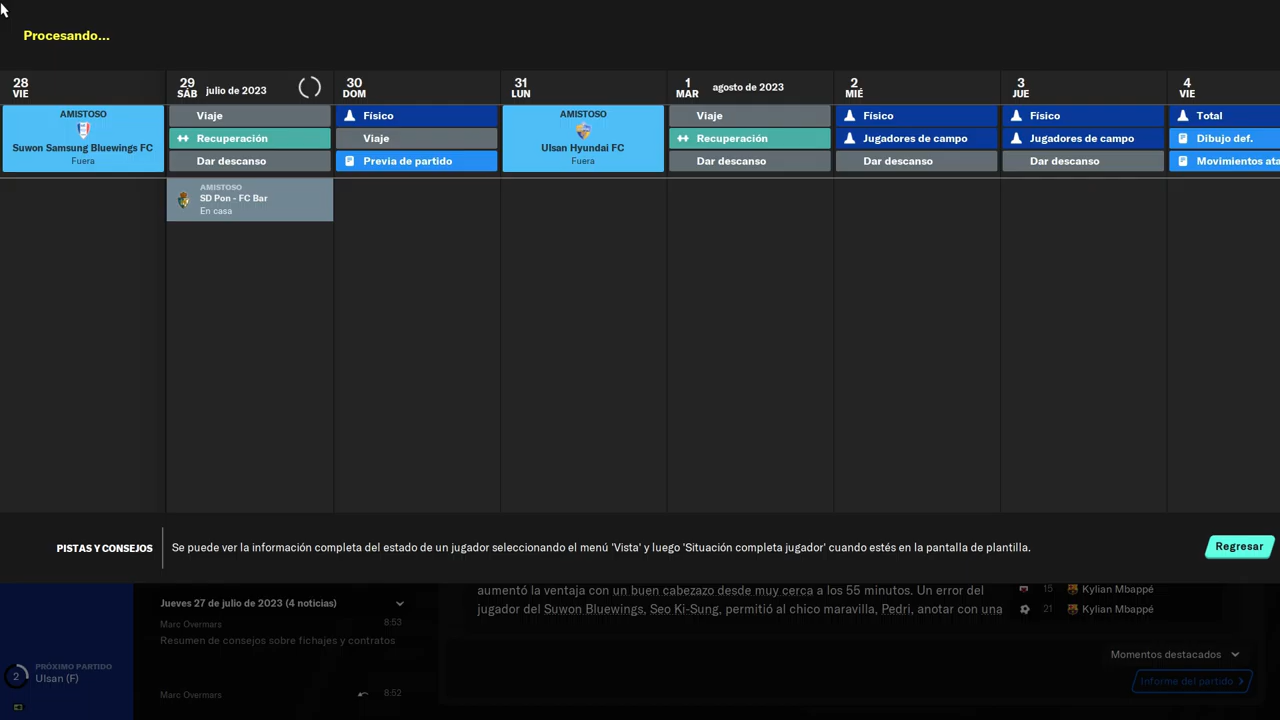 Procesando...
28
VIE
29
SÁB
julio de 2023
30
DOM
31
LUN
1
MAR
agosto de 2023
2
MIÉ
3
JUE
4
VIE
AMISTOSO
Suwon Samsung Bluewings FC
Fuera
Viaje
Recuperación
Dar descanso
Físico
Viaje
Previa de partido
AMISTOSO
Ulsan Hyundai FC
Fuera
Viaje
Recuperación
Dar descanso
Físico
Jugadores de campo
Dar descanso
Físico
Jugadores de campo
Dar descanso
Total
Dibujo def.
Movimientos ata
AMISTOSO
SD Pon - FC Bar
En casa
PISTAS Y CONSEJOS
Se puede ver la información completa del estado de un jugador seleccionando el menú 'Vista' y luego 'Situación completa jugador' cuando estés en la pantalla de plantilla.
Regresar
Jueves 27 de julio de 2023 (4 noticias)
Marc Overmars
8:53
Resumen de consejos sobre fichajes y contratos
Marc Overmars
8:52
2
PRÓXIMO PARTIDO
Ulsan (F)
aumentó la ventaja con un buen cabezazo desde muy cerca a los 55 minutos. Un error del
jugador del Suwon Bluewings, Seo Ki-Sung, permitió al chico maravilla, Pedri, anotar con una
15
Kylian Mbappé
21
Kylian Mbappé
Momentos destacados
Informe del partido